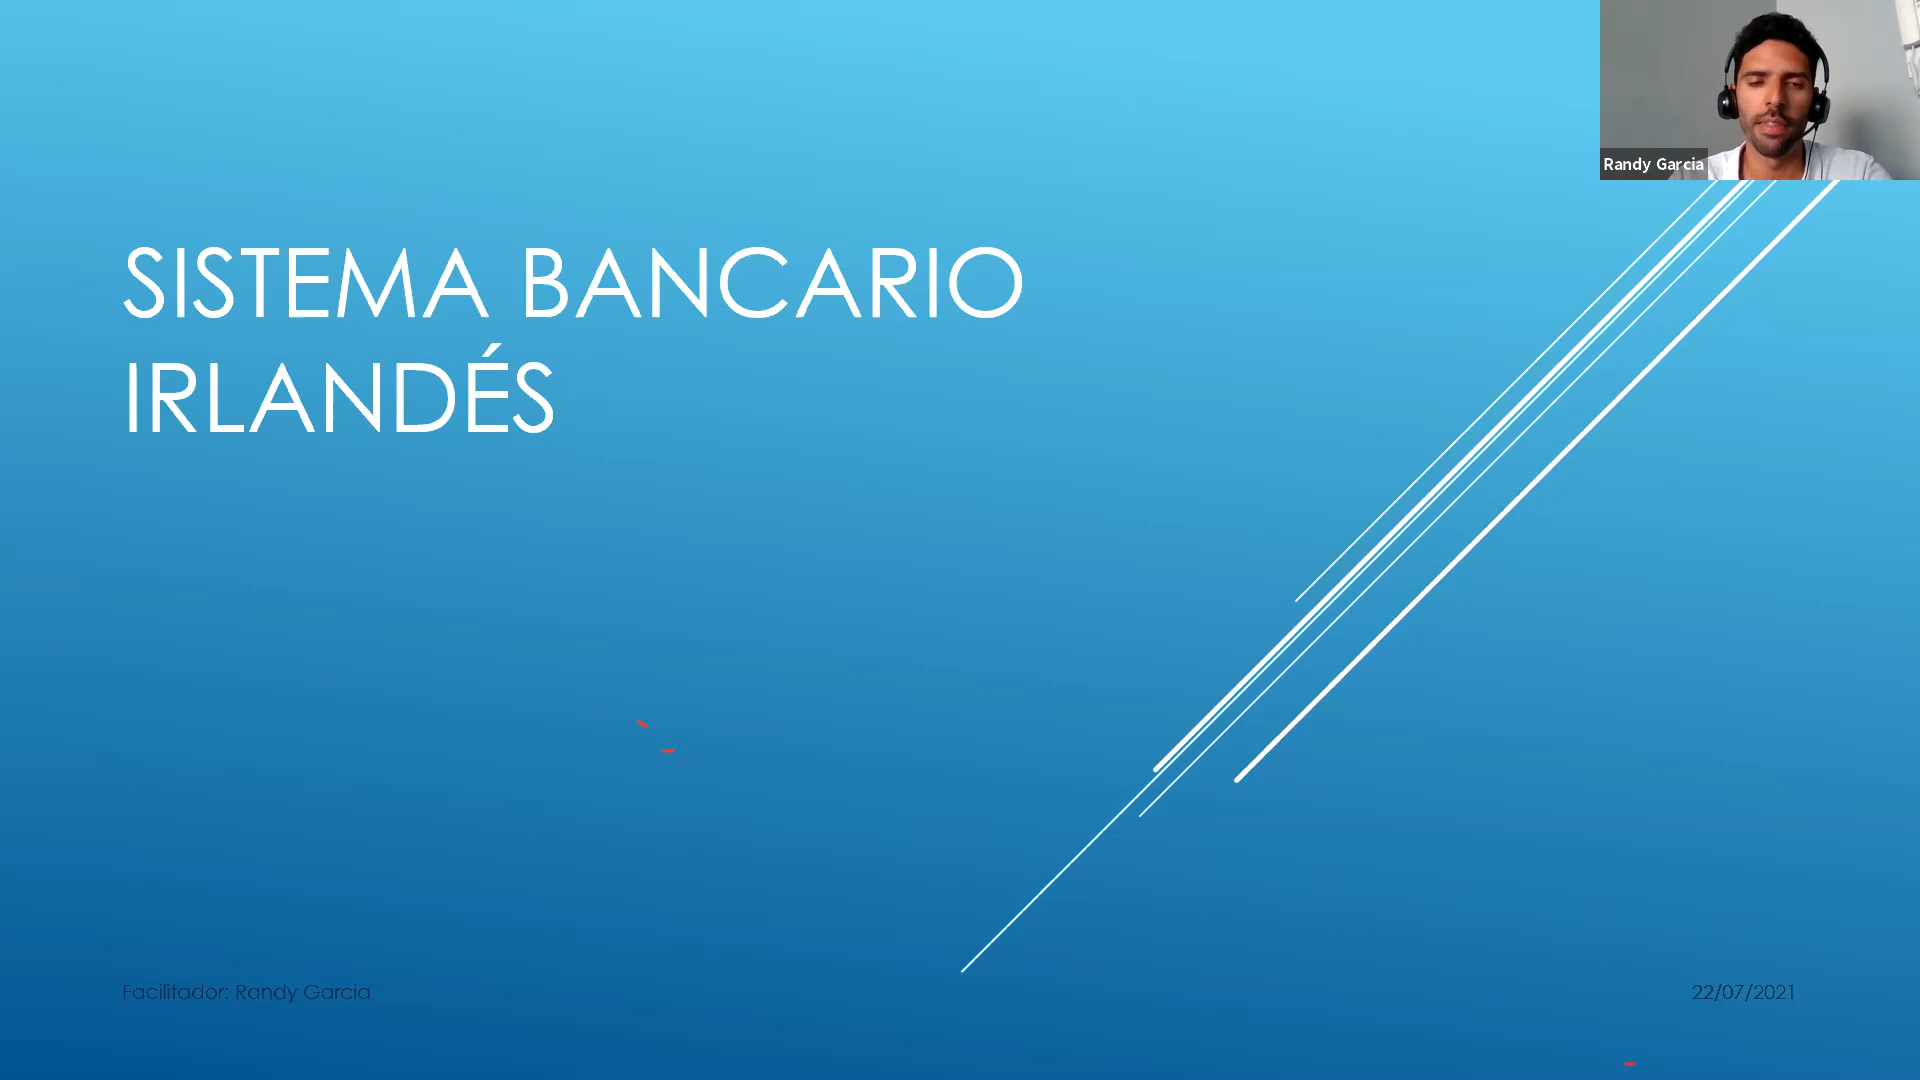 Randy Garcia
SISTEMA BANCARIO
IRLANDÉS
Facilitador: Randy Garcia
22/07/2021